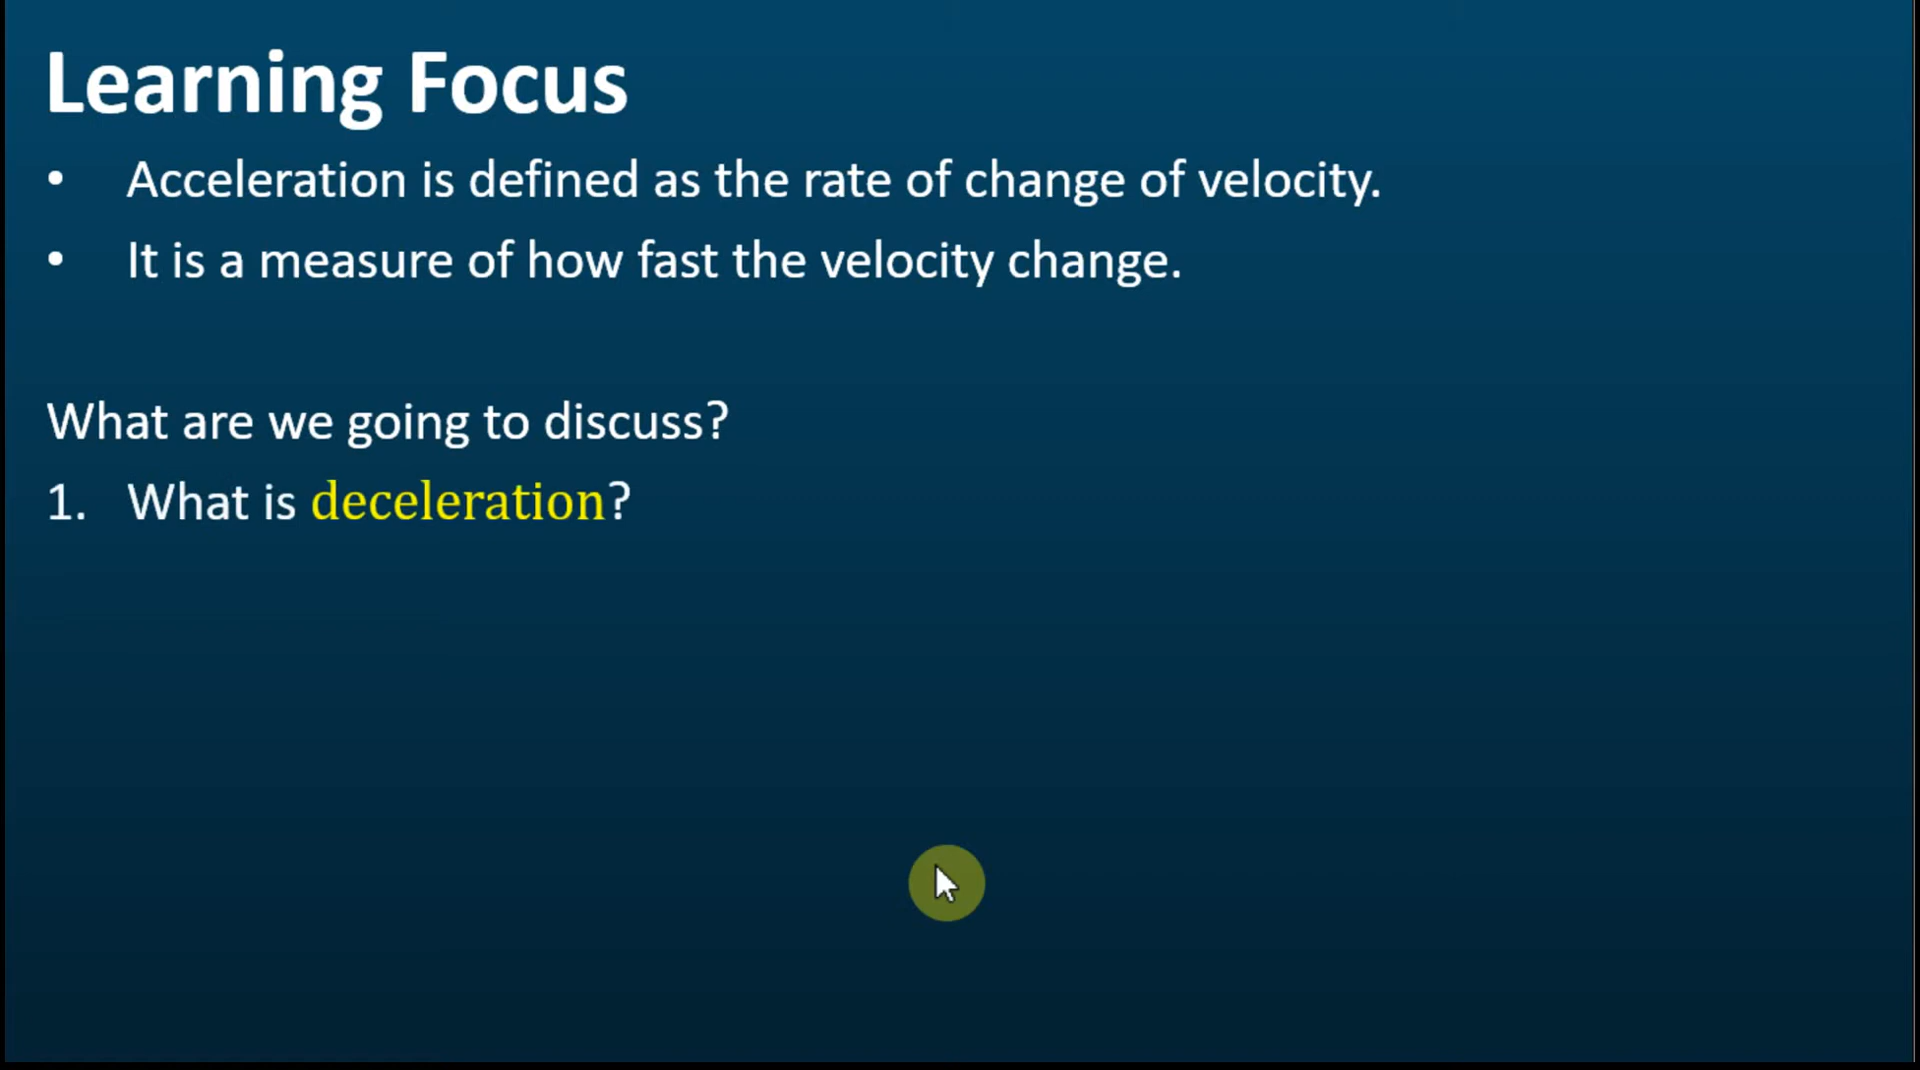 Learning Focus
• Acceleration is defined as the rate of change of velocity.
• It is a measure of how fast the velocity change.
What are we going to discuss?
1. What is deceleration?